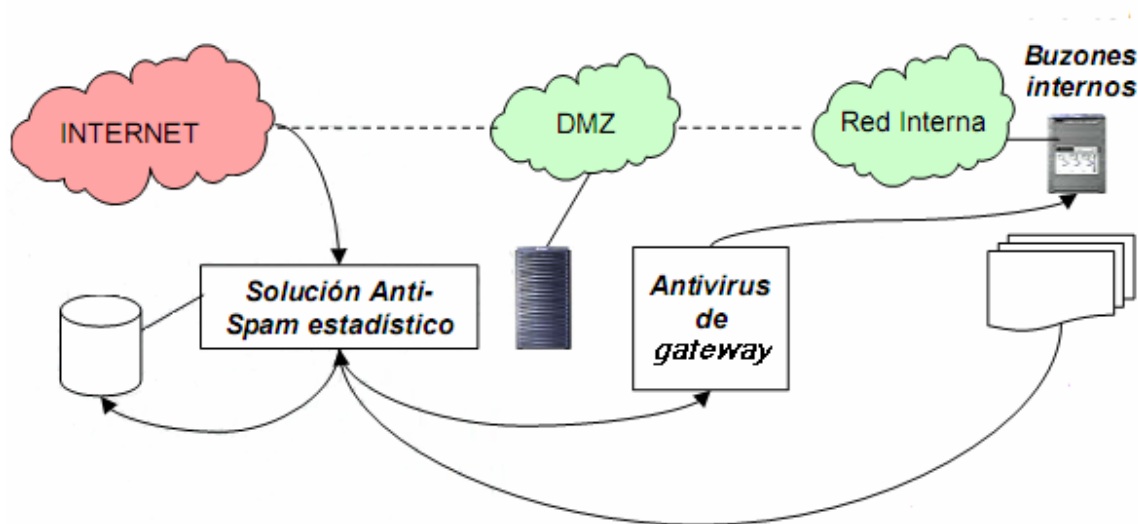 Buzones
internos
INTERNET
DMZ
Red Interna
Solución Anti-
Spam estadístico
Antivirus
de
gateway